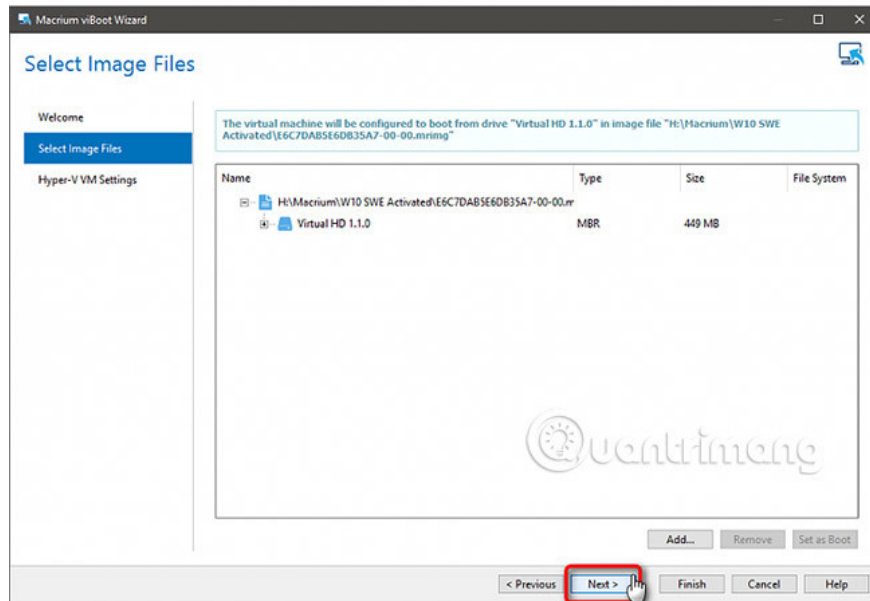 Macrium viBoot Wizard
Select Image Files
Welcome
Select Image Files
Hyper-V VM Settings
The virtual machine will be configured to boot from drive "Virtual HD 1.1.0" in image file "H:\Macrium\W10 SWE
Activated\E6C7DAB5E6DB35A7-00-00.mrimg"
Name Type Size File System
H:\Macrium\W10 SWE Activated\E6C7DAB5E6DB35A7-00-00.mr
Virtual HD 1.1.0 MBR 449 MB
Quantrimang
Add... Remove Set as Boot
< Previous Next > Finish Cancel Help